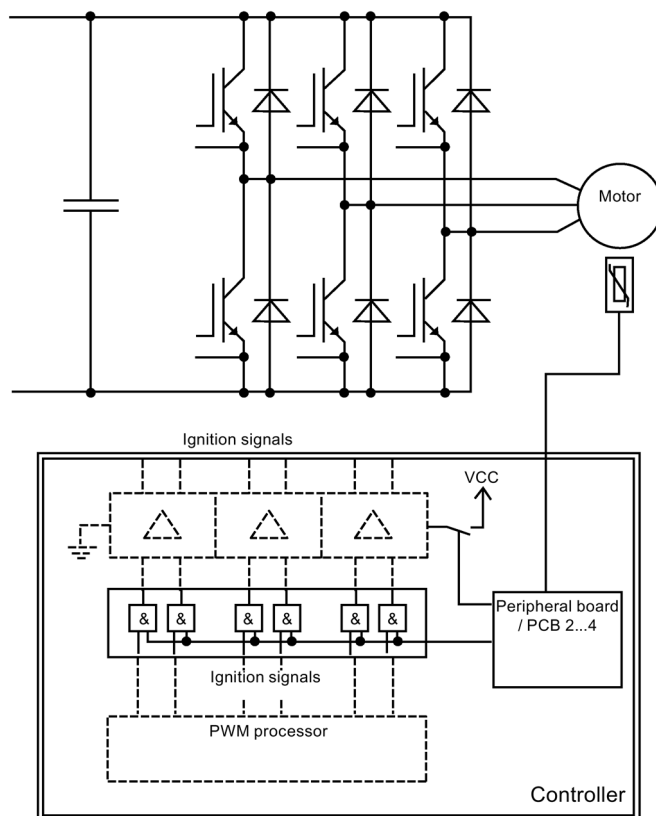 Motor
Ignition signals
VCC
Peripheral board
/ PCB 2...4
& & & & & &
Ignition signals
PWM processor
Controller